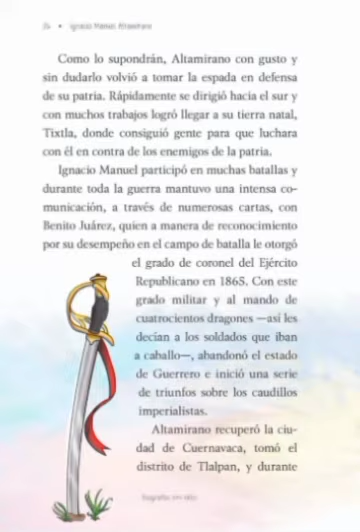 24 • Ignacio Manuel Altamirano
Como lo supondrán, Altamirano con gusto y
sin dudarlo volvió a tomar la espada en defensa
de su patria. Rápidamente se dirigió hacia el sur y
con muchos trabajos logró llegar a su tierra natal,
Tixtla, donde consiguió gente para que luchara
con él en contra de los enemigos de la patria.
Ignacio Manuel participó en muchas batallas y
durante toda la guerra mantuvo una intensa co-
municación, a través de numerosas cartas, con
Benito Juárez, quien a manera de reconocimiento
por su desempeño en el campo de batalla le otorgó
el grado de coronel del Ejército
Republicano en 1865. Con este
grado militar y al mando de
cuatrocientos dragones —así les
decían a los soldados que iban
a caballo—, abandonó el estado
de Guerrero e inició una serie
de triunfos sobre los caudillos
imperialistas.
Altamirano recuperó la ciu-
dad de Cuernavaca, tomó el
distrito de Tlalpan, y durante